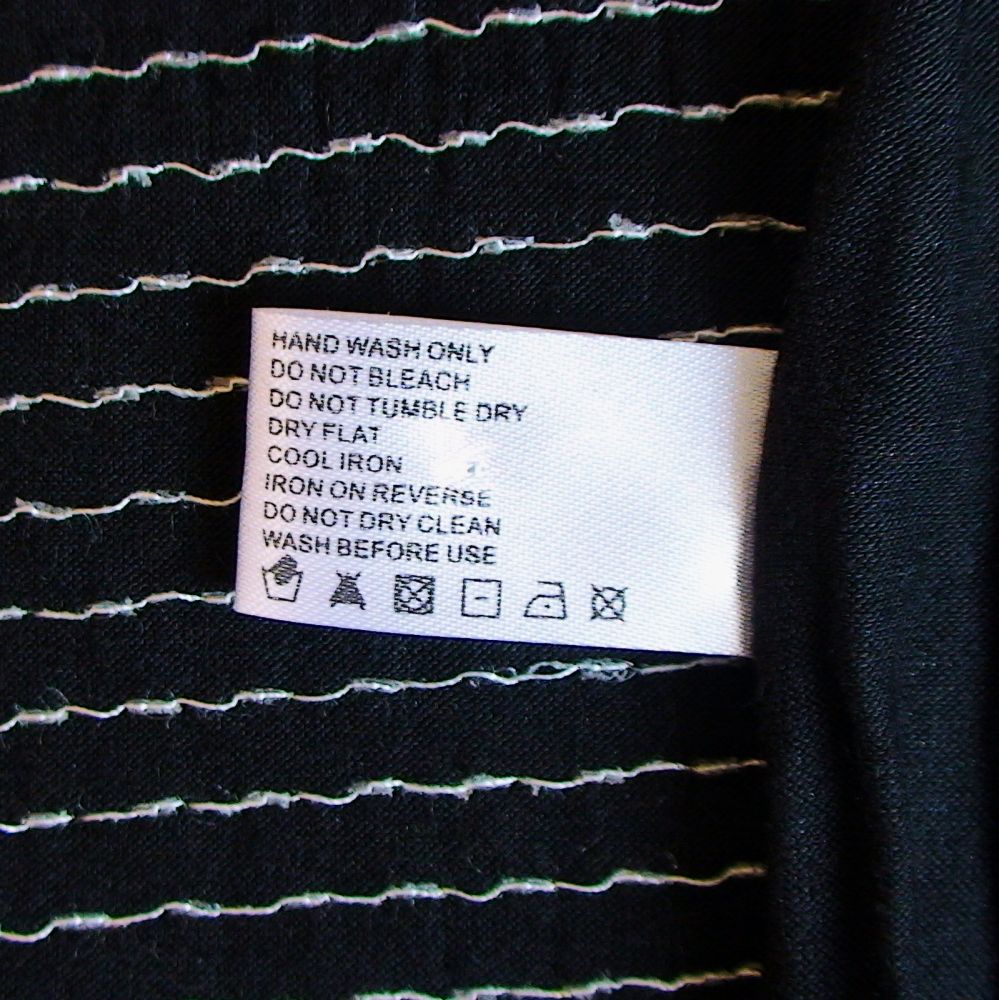 HAND WASH ONLY
DO NOT BLEACH
DO NOT TUMBLE DRY
DRY FLAT
COOL IRON
IRON ON REVERSE
DO NOT DRY CLEAN
WASH BEFORE USE